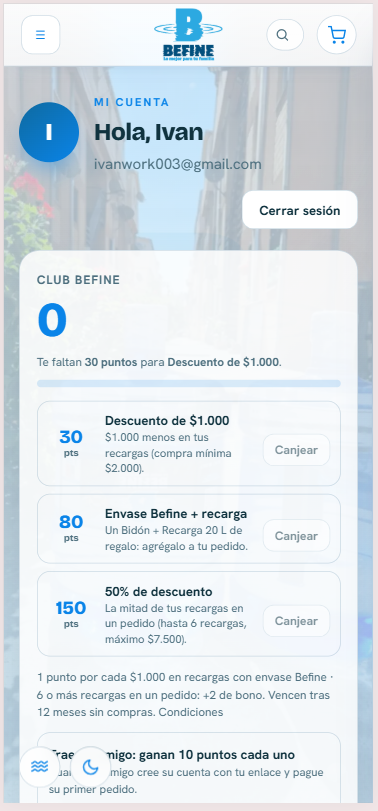 BEFINE
Lo mejor para tu familia
MI CUENTA
I
Hola, Ivan
ivanwork003@gmail.com
Cerrar sesión
CLUB BEFINE
0
Te faltan 30 puntos para Descuento de $1.000.
30
pts
Descuento de $1.000
$1.000 menos en tus
recargas (compra mínima
$2.000).
Canjear
80
pts
Envase Befine + recarga
Un Bidón + Recarga 20 L de
regalo: agrégalo a tu pedido.
Canjear
150
pts
50% de descuento
La mitad de tus recargas en
un pedido (hasta 6 recargas,
máximo $7.500).
Canjear
1 punto por cada $1.000 en recargas con envase Befine ·
6 o más recargas en un pedido: +2 de bono. Vencen tras
12 meses sin compras. Condiciones
ganan 10 puntos cada uno
cree su cuenta con tu enlace y pague
su primer pedido.